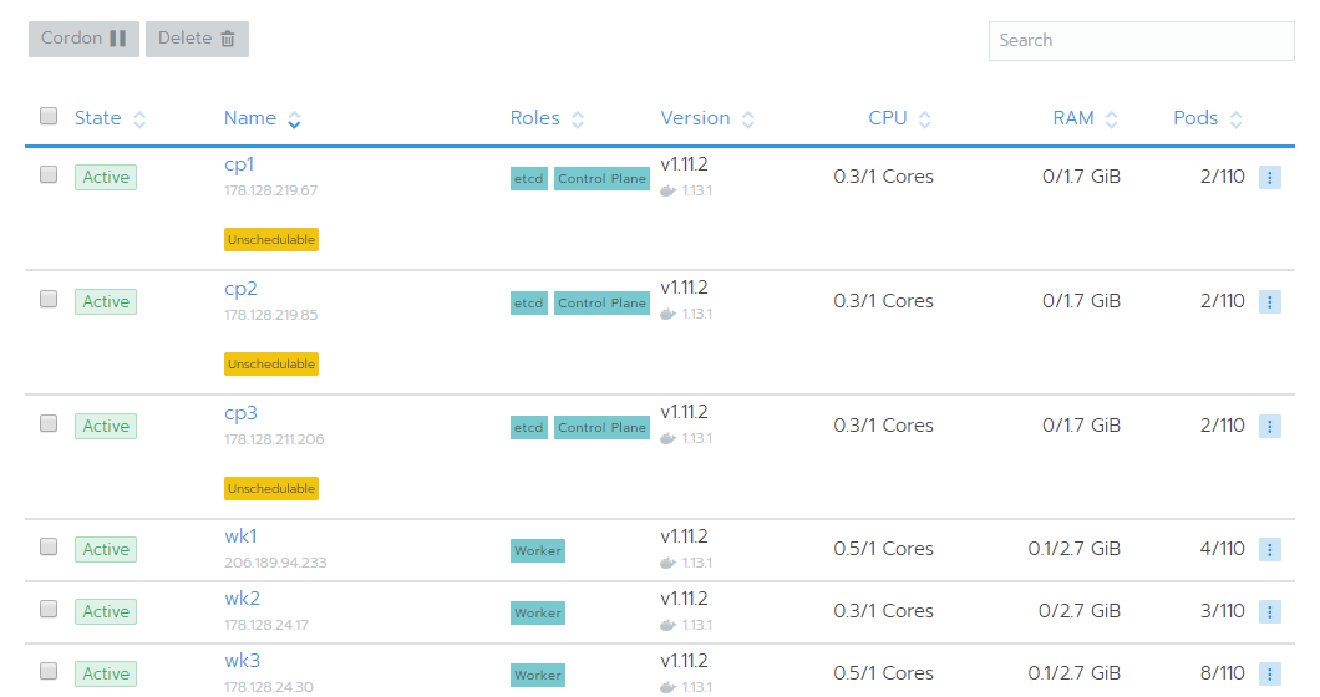 Cordon Delete Search
State Name Roles Version CPU RAM Pods
Active cp1 etcd Control Plane v1.11.2 0.3/1 Cores 0/1.7 GiB 2/110
178.128.219.67 1.13.1
Unschedulable
Active cp2 etcd Control Plane v1.11.2 0.3/1 Cores 0/1.7 GiB 2/110
178.128.219.85 1.13.1
Unschedulable
Active cp3 etcd Control Plane v1.11.2 0.3/1 Cores 0/1.7 GiB 2/110
178.128.211.206 1.13.1
Unschedulable
Active wk1 Worker v1.11.2 0.5/1 Cores 0.1/2.7 GiB 4/110
206.189.94.233 1.13.1
Active wk2 Worker v1.11.2 0.3/1 Cores 0/2.7 GiB 3/110
178.128.24.17 1.13.1
Active wk3 Worker v1.11.2 0.5/1 Cores 0.1/2.7 GiB 8/110
178.128.24.30 1.13.1